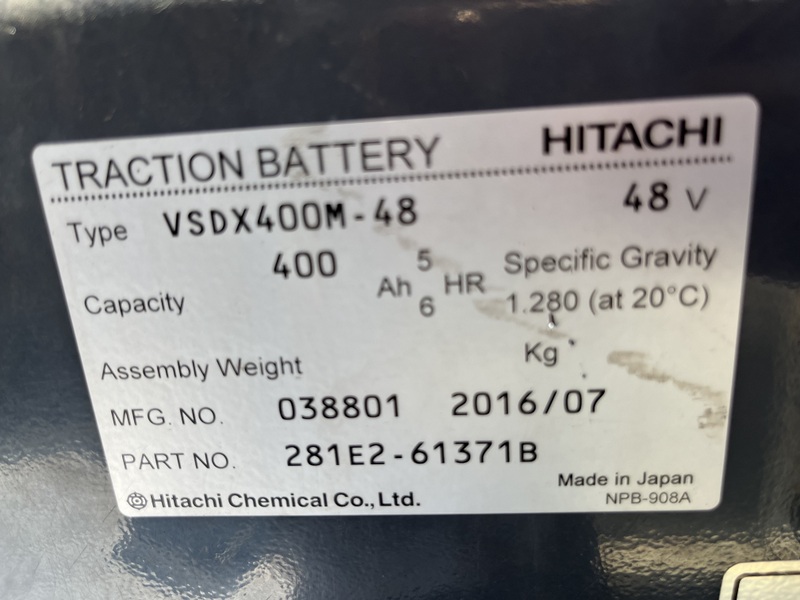 TRACTION BATTERY HITACHI
Type VSDX400M-48 48 V
Capacity 400 Ah 5 HR Specific Gravity
6 1.280 (at 20°C)
Assembly Weight Kg
MFG. NO. 038801 2016/07
PART NO. 281E2-61371B
Made in Japan
Hitachi Chemical Co., Ltd. NPB-908A